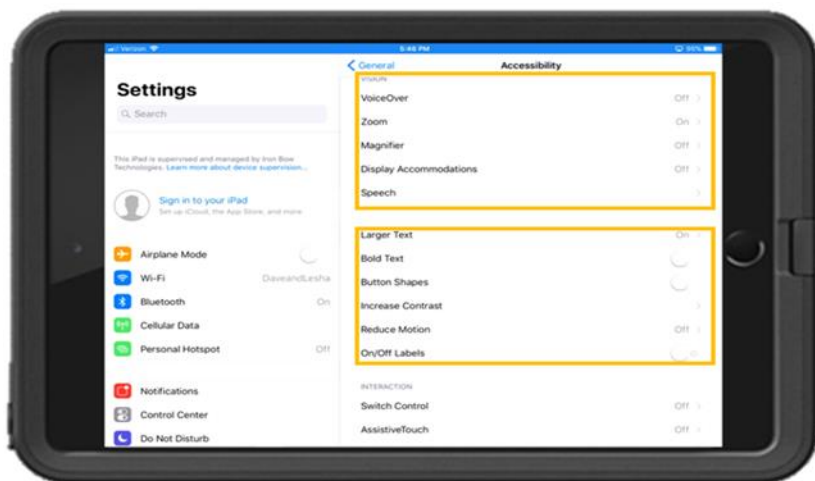 Verizon
5:46 PM
95%
Settings
Search
This iPad is supervised and managed by Iron Bow
Technologies. Learn more about device supervision...
Sign in to your iPad
Set up iCloud, the App Store, and more.
Airplane Mode
Wi-Fi DaveandLesha
Bluetooth On
Cellular Data
Personal Hotspot Off
Notifications
Control Center
Do Not Disturb
General Accessibility
VISION
VoiceOver Off
Zoom On
Magnifier Off
Display Accommodations Off
Speech
Larger Text On
Bold Text
Button Shapes
Increase Contrast
Reduce Motion Off
On/Off Labels
INTERACTION
Switch Control Off
AssistiveTouch Off